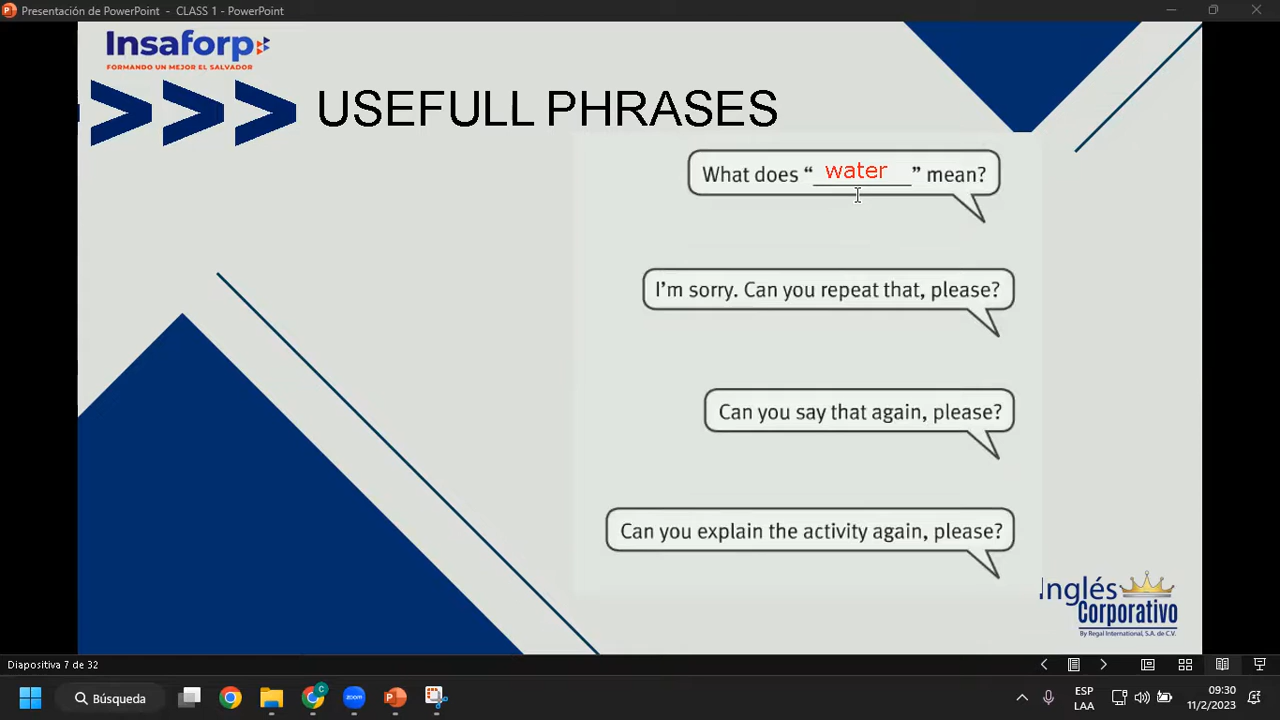 Presentación de PowerPoint - CLASS 1 - PowerPoint
Insaforp
FORMANDO UN MEJOR EL SALVADOR
>>> USEFULL PHRASES
What does “ water ” mean?
I'm sorry. Can you repeat that, please?
Can you say that again, please?
Can you explain the activity again, please?
Inglés
Corporativo
By Regal International, S.A. de C.V.
Diapositiva 7 de 32
Búsqueda
zoom
ESP
LAA
09:30
11/2/2023